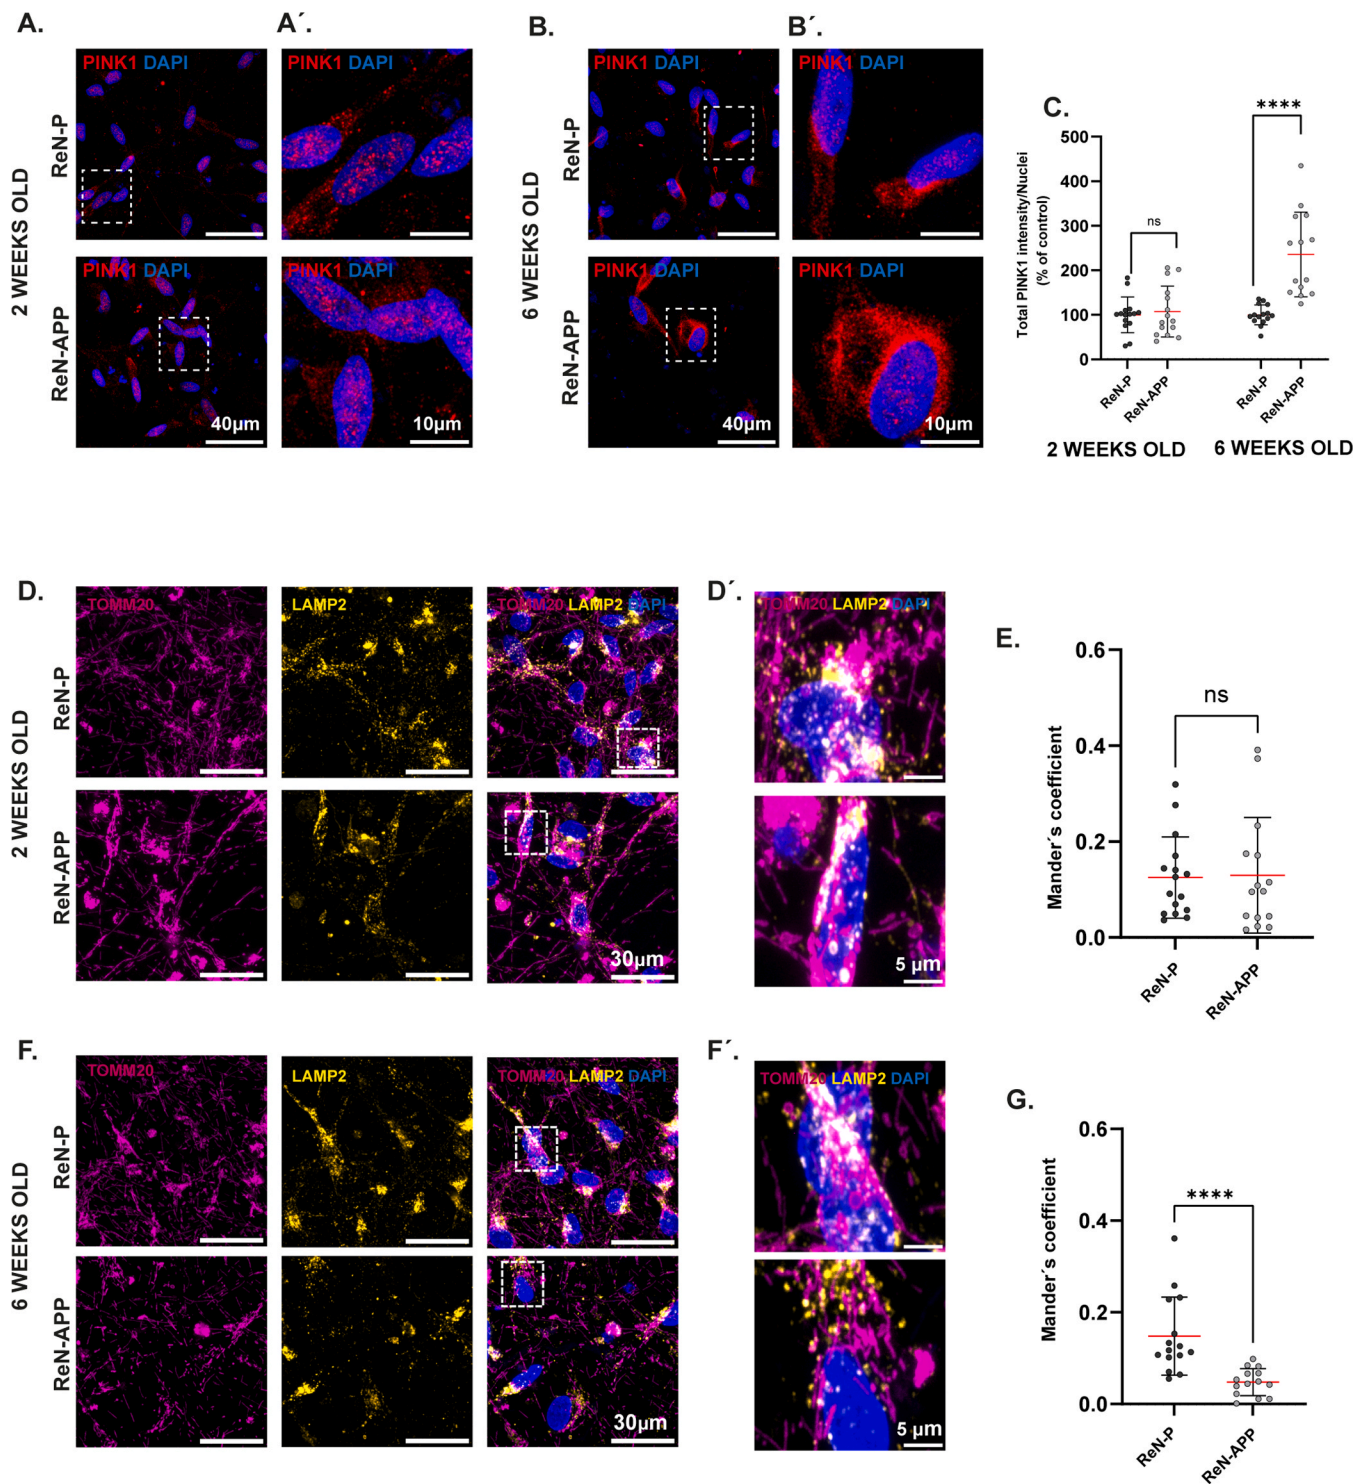 A.
A´.
B.
B´.
2 WEEKS OLD
ReN-P
PINK1 DAPI
PINK1 DAPI
ReN-APP
PINK1 DAPI
40µm
PINK1 DAPI
10µm
6 WEEKS OLD
ReN-P
PINK1 DAPI
PINK1 DAPI
ReN-APP
PINK1 DAPI
40µm
PINK1 DAPI
10µm
C.
Total PINK1 intensity/Nuclei
(% of control)
500
400
300
200
100
0
ns
****
ReN-P
ReN-APP
ReN-P
ReN-APP
2 WEEKS OLD
6 WEEKS OLD
D.
D´.
2 WEEKS OLD
ReN-P
TOMM20
LAMP2
TOMM20 LAMP2 DAPI
TOMM20 LAMP2 DAPI
ReN-APP
30µm
5 µm
E.
Mander´s coefficient
0.6
0.4
0.2
0.0
ns
ReN-P
ReN-APP
F.
F´.
6 WEEKS OLD
ReN-P
TOMM20
LAMP2
TOMM20 LAMP2 DAPI
TOMM20 LAMP2 DAPI
ReN-APP
30µm
5 µm
G.
Mander´s coefficient
0.6
0.4
0.2
0.0
****
ReN-P
ReN-APP